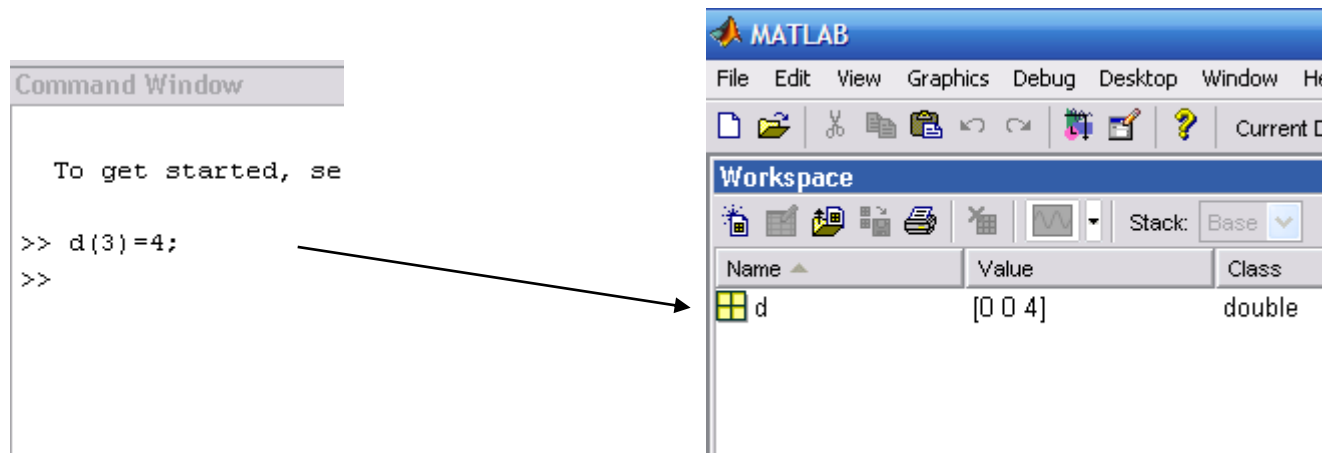 Command Window
To get started, se
>> d(3)=4;
>>
MATLAB
File Edit View Graphics Debug Desktop Window He
Current D
Workspace
Stack: Base
Name Value Class
d [0 0 4] double